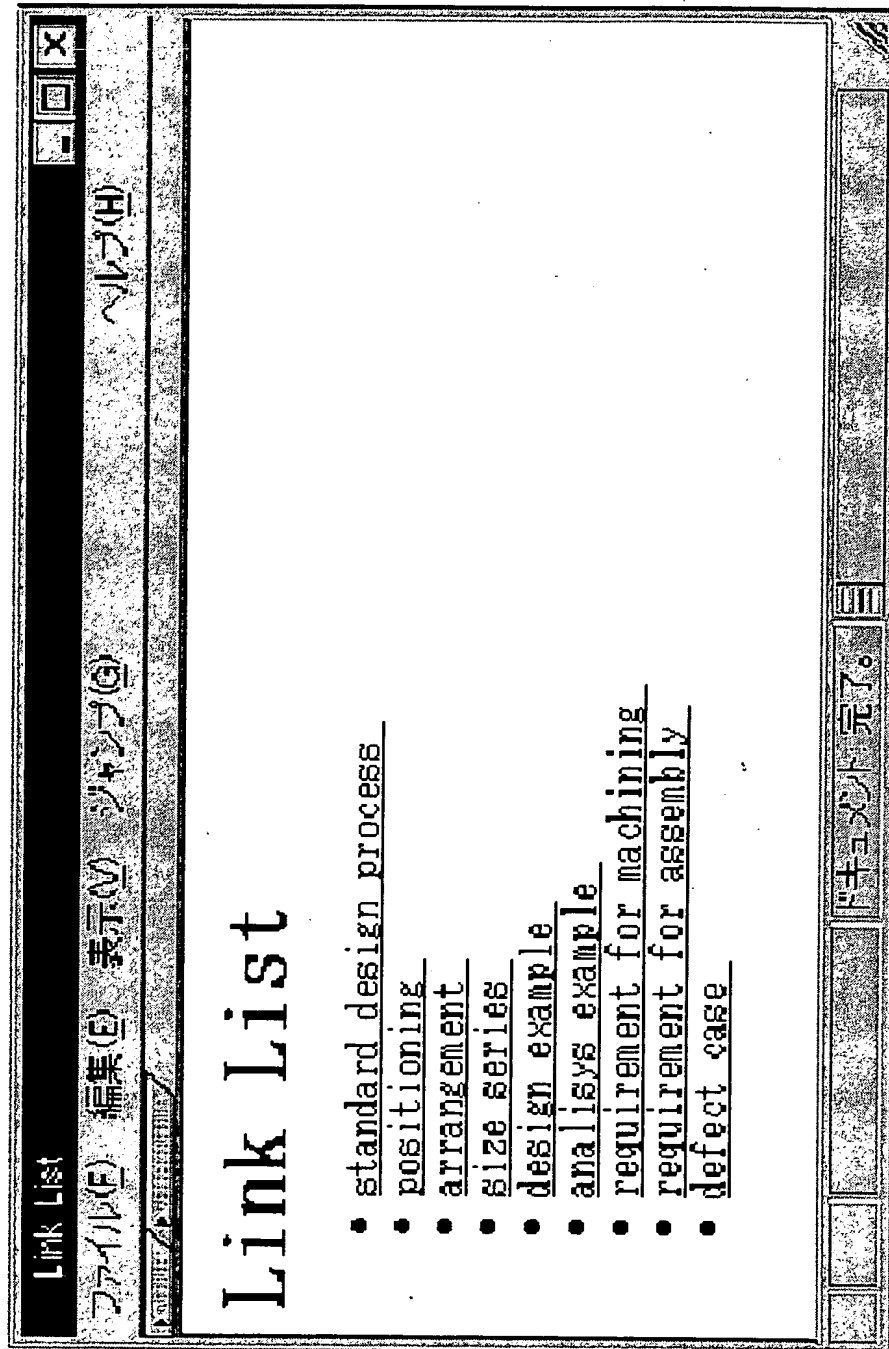 Link List
ファイル(F) 編集(E) 表示(V) ジャンプ(G) ヘルプ(H)
Link List
• standard design process
• positioning
• arrangement
• size series
• design example
• analisys example
• requirement for machining
• requirement for assembly
• defect case
ドキュメント: 完了。